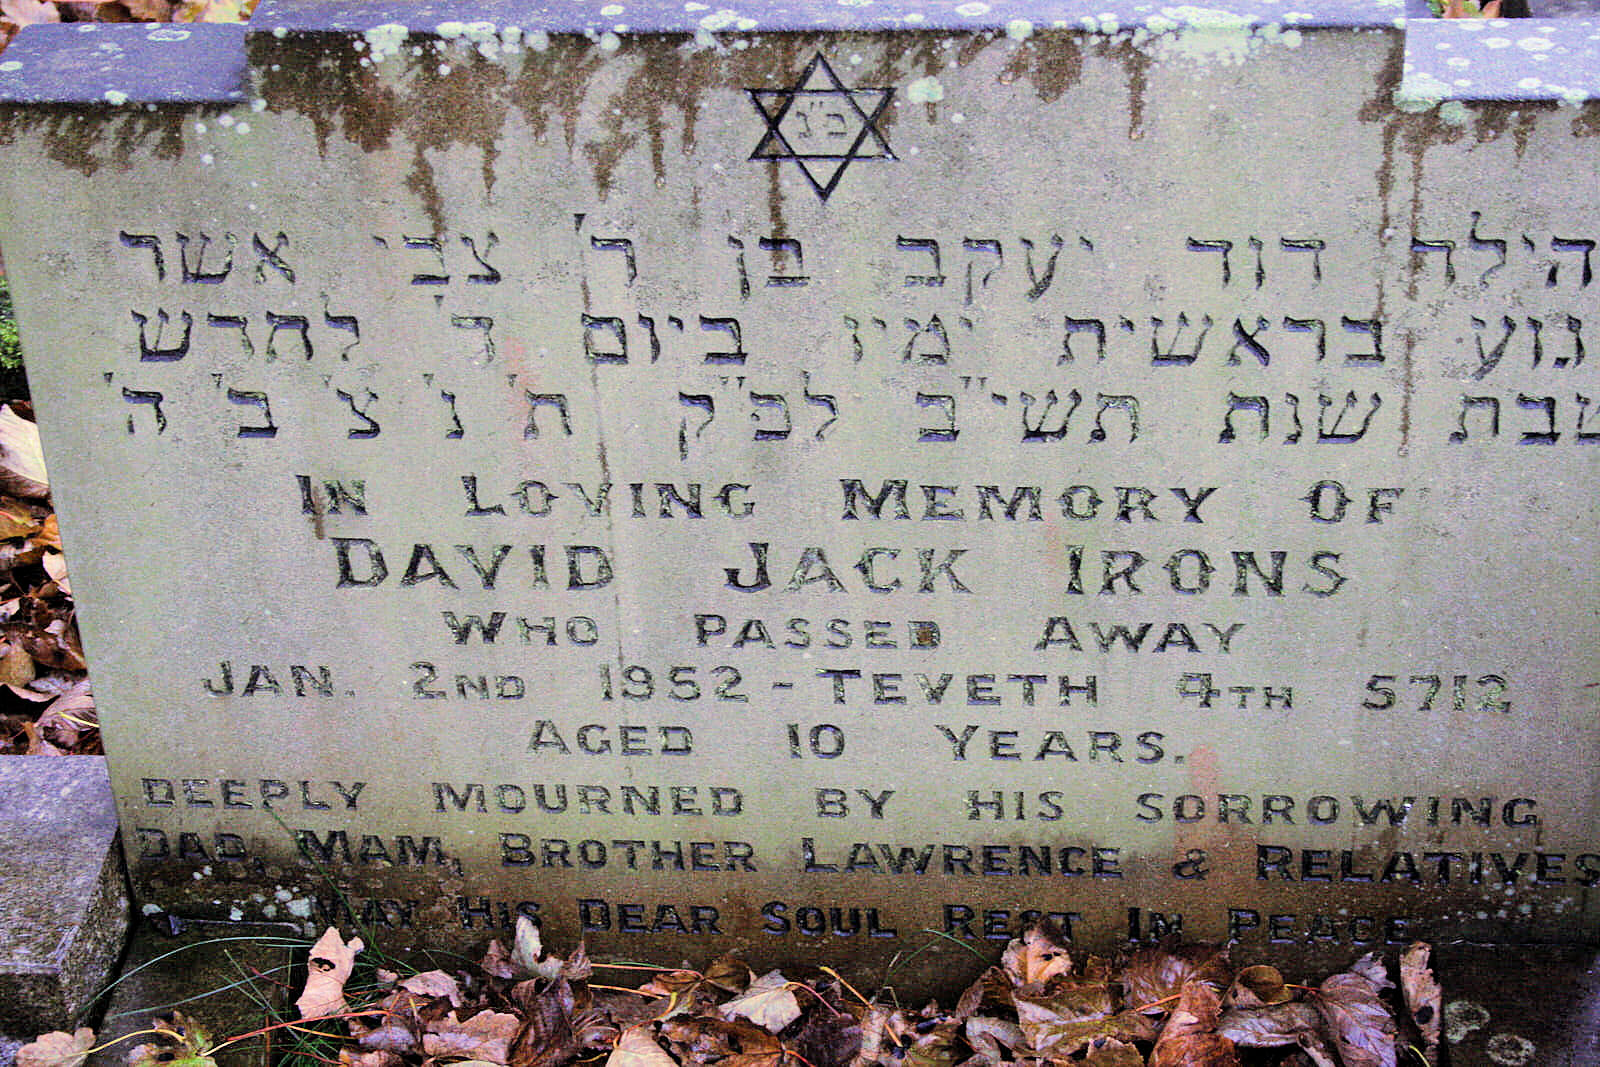 פ"נ
הילד דוד יעקב בן ר' צבי אשר
גוע בראשית ימיו ביום ד' לחדש
טבת שנת תשי"ב לפ"ק ת' נ' צ' ב' ה'
IN LOVING MEMORY OF
DAVID JACK IRONS
WHO PASSED AWAY
JAN. 2ND 1952 - TEVETH 4TH 5712
AGED 10 YEARS.
DEEPLY MOURNED BY HIS SORROWING
DAD, MAM, BROTHER LAWRENCE & RELATIVES
MAY HIS DEAR SOUL REST IN PEACE